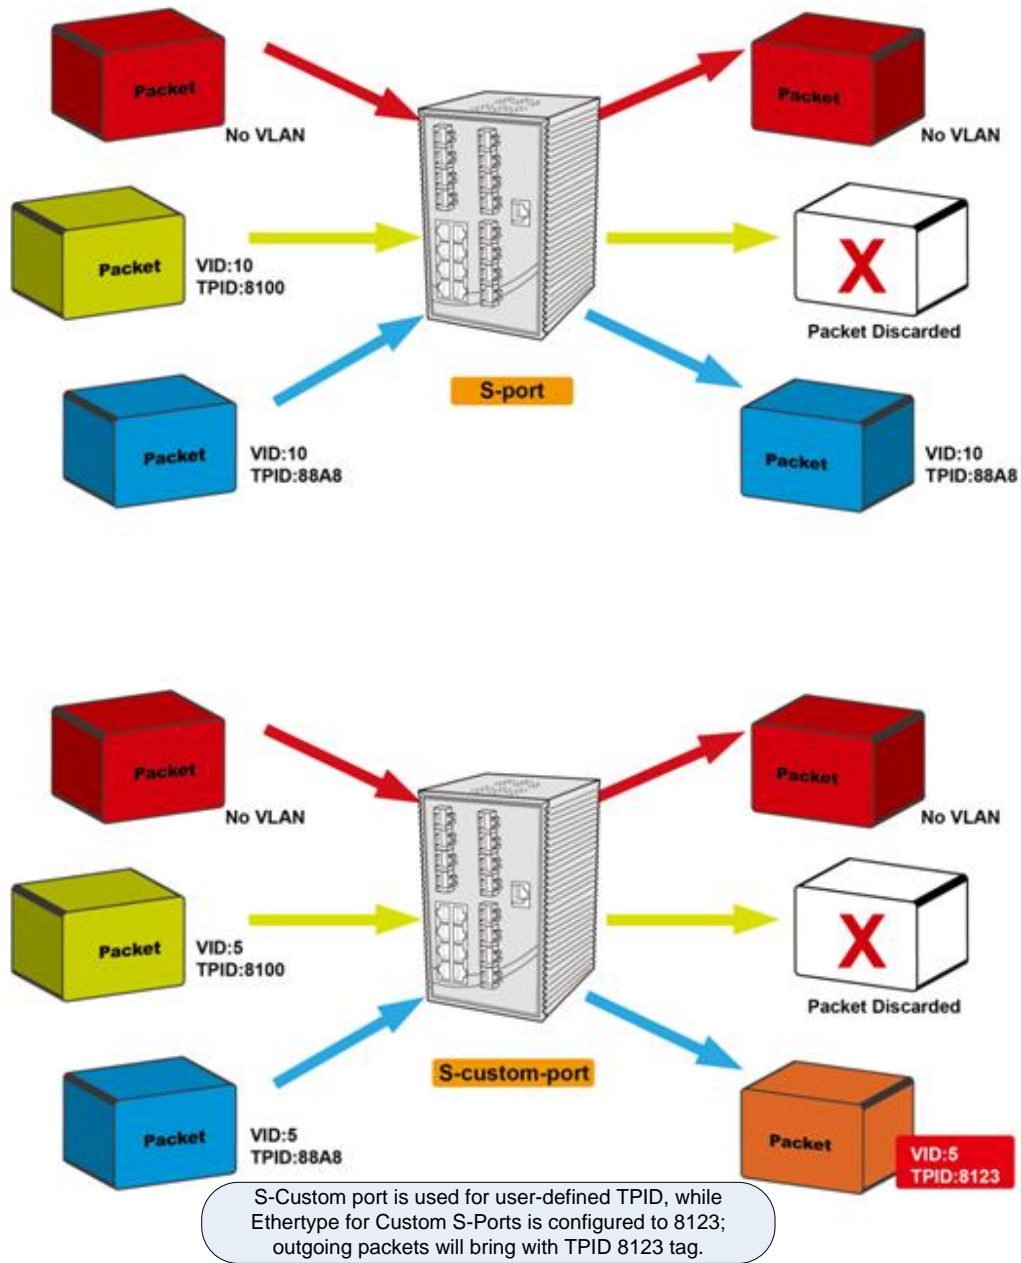 Packet
No VLAN
Packet
No VLAN
Packet
VID:10
TPID:8100
X
Packet Discarded
Packet
VID:10
TPID:88A8
S-port
Packet
VID:10
TPID:88A8
Packet
No VLAN
Packet
No VLAN
Packet
VID:5
TPID:8100
X
Packet Discarded
Packet
VID:5
TPID:88A8
S-custom-port
Packet
VID:5
TPID:8123
S-Custom port is used for user-defined TPID, while
Ethertype for Custom S-Ports is configured to 8123;
outgoing packets will bring with TPID 8123 tag.